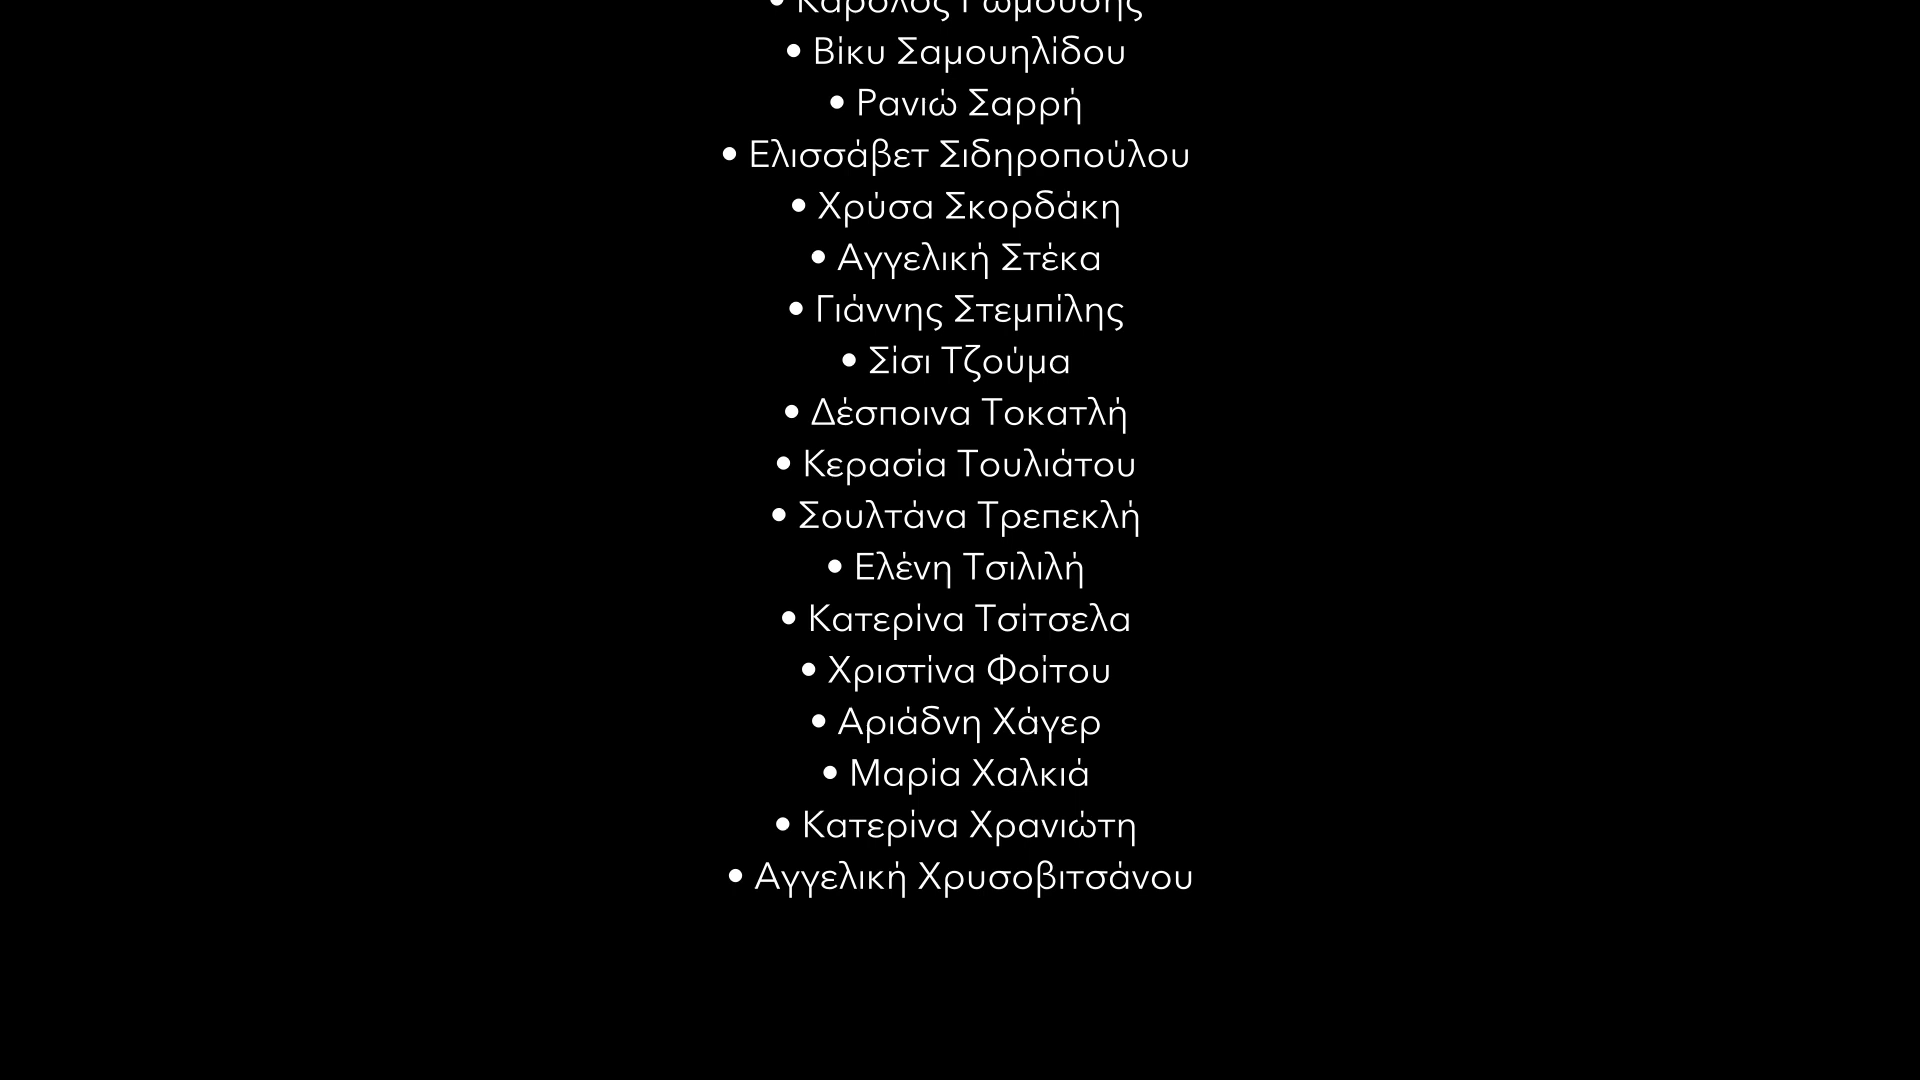 • Κάρολος
• Βίκυ Σαμουηλίδου
• Ρανιώ Σαρρή
• Ελισσάβετ Σιδηροπούλου
• Χρύσα Σκορδάκη
• Αγγελική Στέκα
• Γιάννης Στεμπίλης
• Σίσι Τζούμα
• Δέσποινα Τοκατλή
• Κερασία Τουλιάτου
• Σουλτάνα Τρεπεκλή
• Ελένη Τσιλιλή
• Κατερίνα Τσίτσελα
• Χριστίνα Φοίτου
• Αριάδνη Χάγερ
• Μαρία Χαλκιά
• Κατερίνα Χρανιώτη
• Αγγελική Χρυσοβιτσάνου